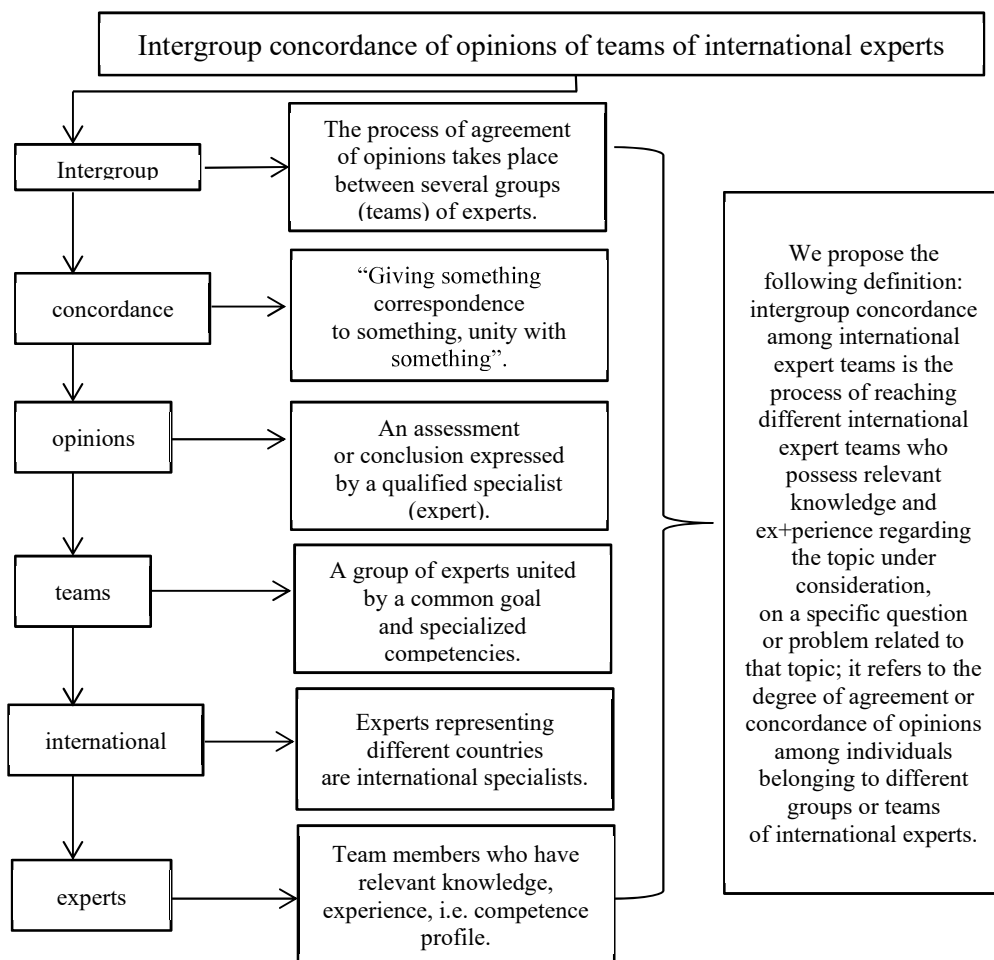 Intergroup concordance of opinions of teams of international experts
Intergroup
The process of agreement
of opinions takes place
between several groups
(teams) of experts.
concordance
“Giving something
correspondence
to something, unity with
something”.
opinions
An assessment
or conclusion expressed
by a qualified specialist
(expert).
teams
A group of experts united
by a common goal
and specialized
competencies.
international
Experts representing
different countries
are international specialists.
experts
Team members who have
relevant knowledge,
experience, i.e. competence
profile.
We propose the
following definition:
intergroup concordance
among international
expert teams is the
process of reaching
different international
expert teams who
possess relevant
knowledge and
ex+perience regarding
the topic under
consideration,
on a specific question
or problem related to
that topic; it refers to the
degree of agreement or
concordance of opinions
among individuals
belonging to different
groups or teams
of international experts.